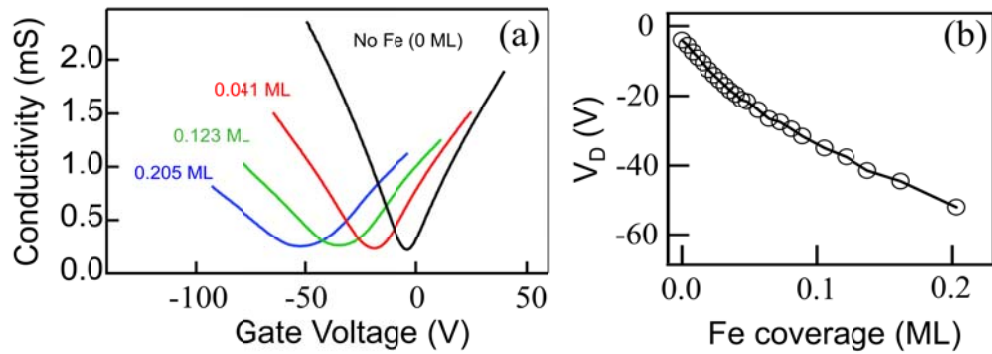 (a)
No Fe (0 ML)
0.041 ML
0.123 ML
0.205 ML
2.0
1.5
1.0
0.5
0.0
Conductivity (mS)
-100
-50
0
50
Gate Voltage (V)
(b)
0
-20
-40
-60
V_D (V)
0.0
0.1
0.2
Fe coverage (ML)